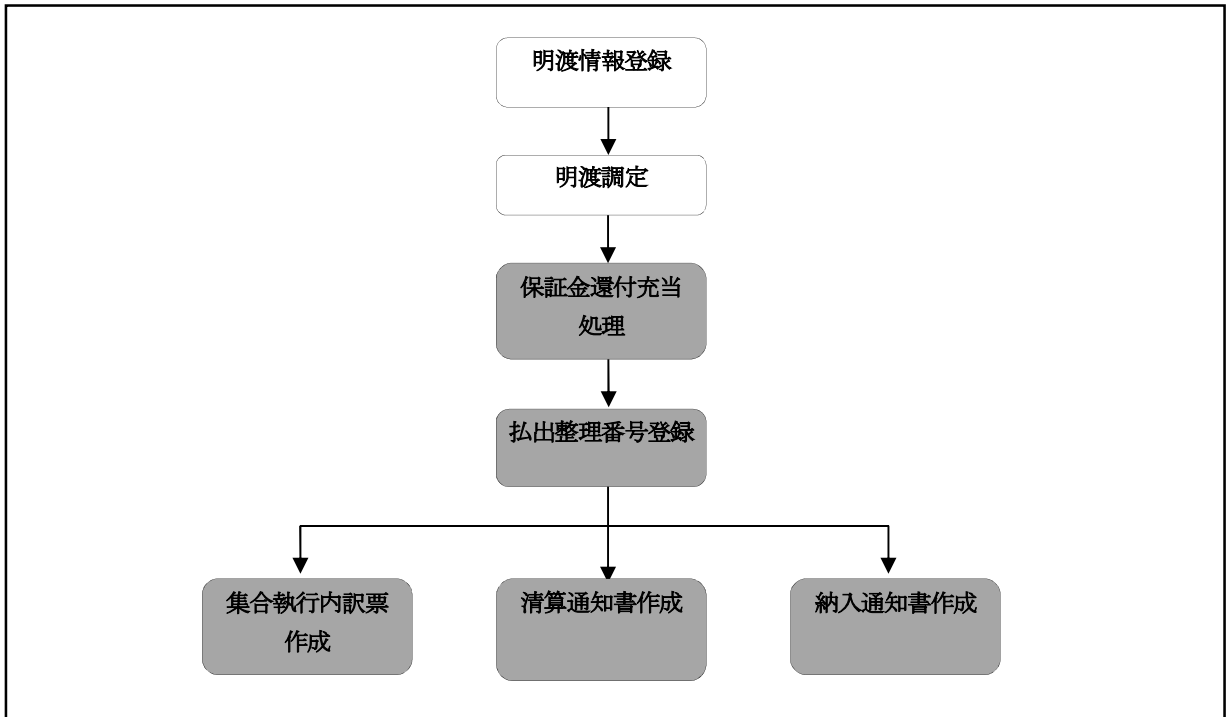 明渡情報登録
明渡調定
保証金還付充当
処理
払出整理番号登録
集合執行内訳票
作成
清算通知書作成
納入通知書作成